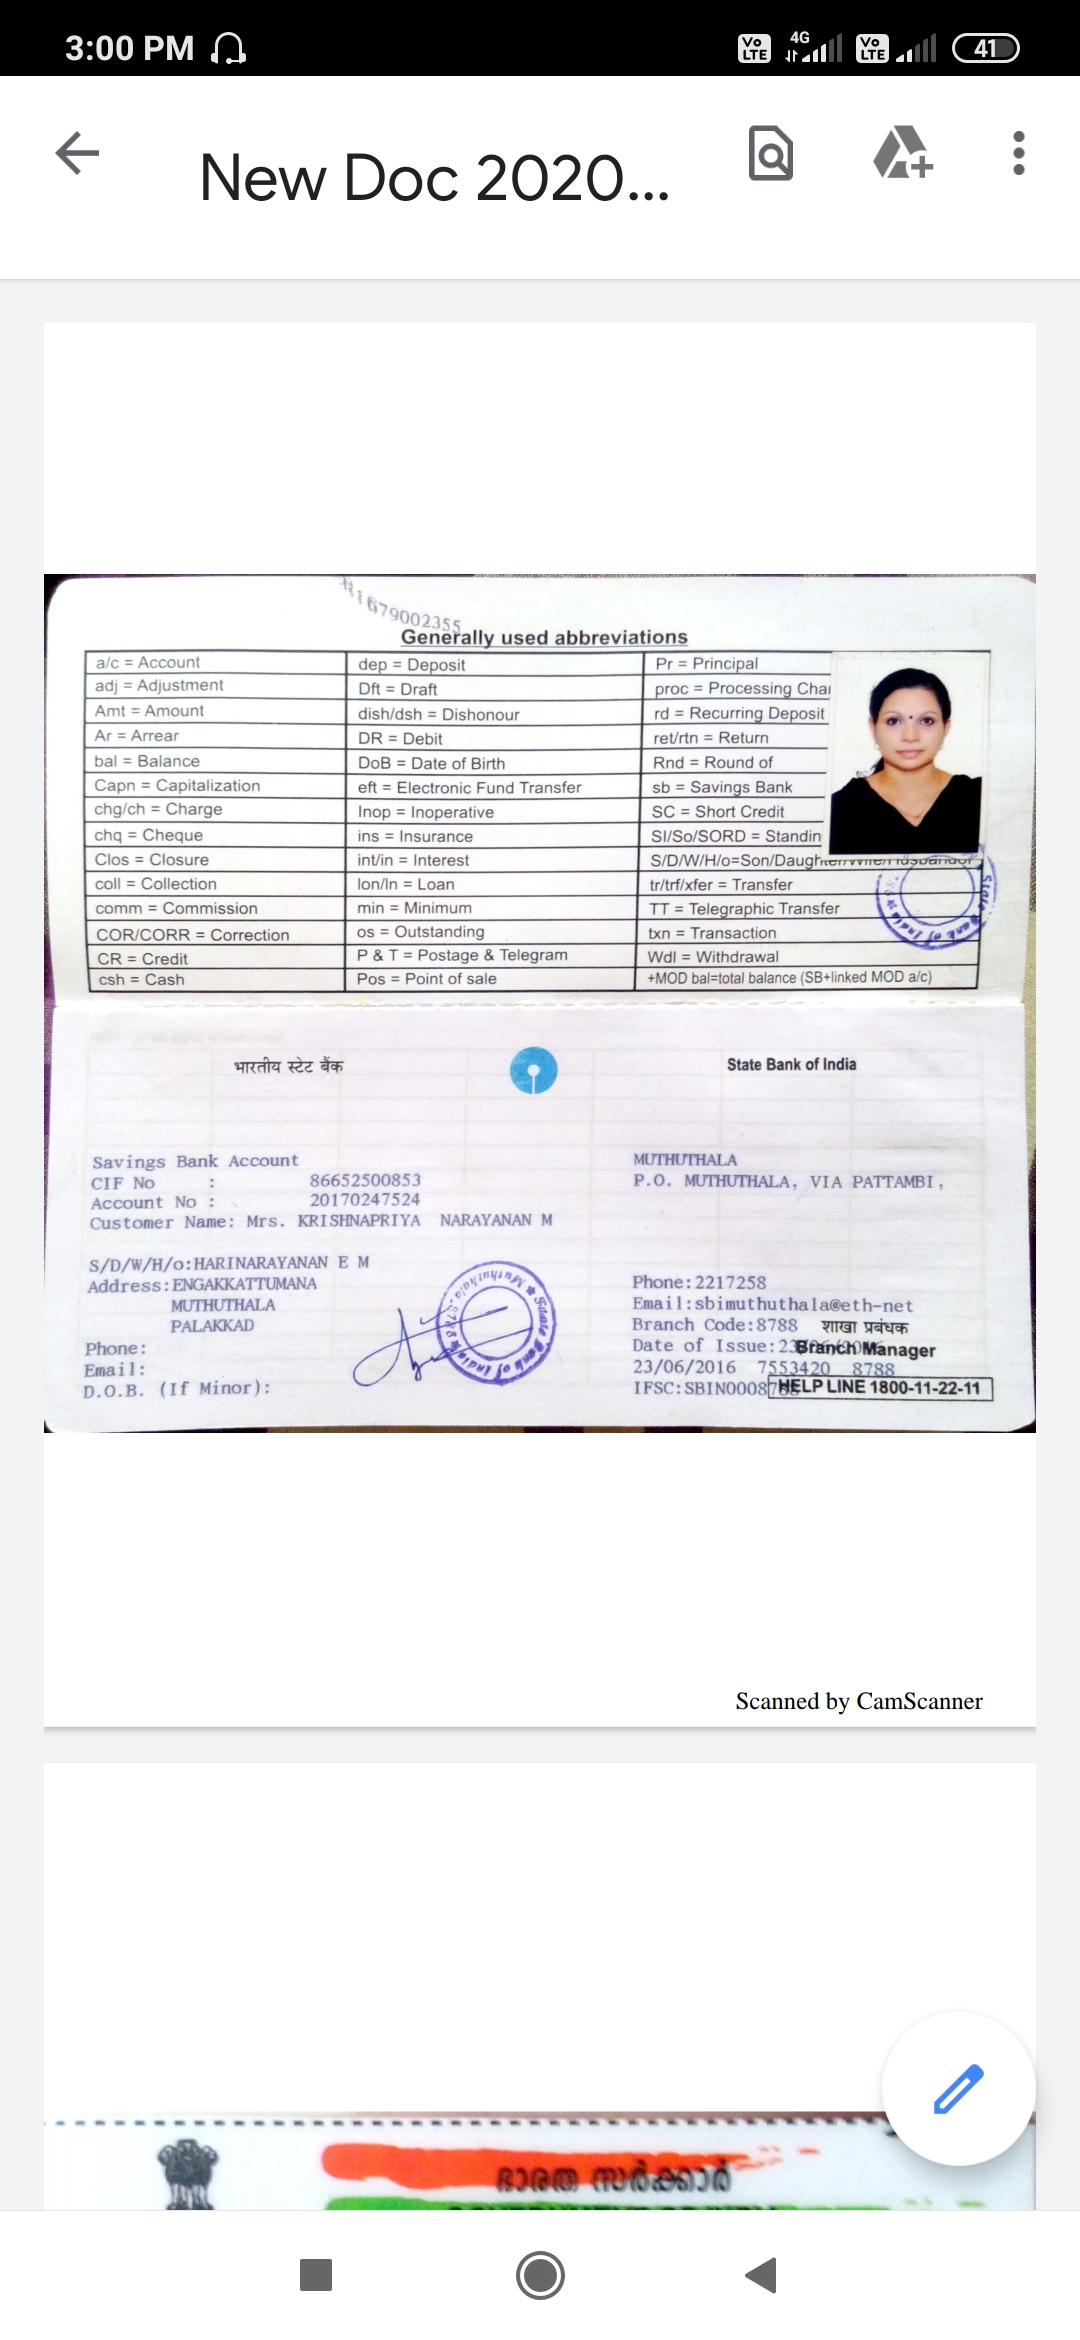 3:00 PM
Vo LTE 4G Vo LTE 41
New Doc 2020...
679002355
Generally used abbreviations
a/c = Account dep = Deposit Pr = Principal
adj = Adjustment Dft = Draft proc = Processing Char
Amt = Amount dish/dsh = Dishonour rd = Recurring Deposit
Ar = Arrear DR = Debit ret/rtn = Return
bal = Balance DoB = Date of Birth Rnd = Round of
Capn = Capitalization eft = Electronic Fund Transfer sb = Savings Bank
chg/ch = Charge Inop = Inoperative SC = Short Credit
chq = Cheque ins = Insurance SI/So/SORD = Standin
Clos = Closure int/in = Interest S/D/W/H/o=Son/Daughter/Wife/Husband of
coll = Collection lon/ln = Loan tr/trf/xfer = Transfer
comm = Commission min = Minimum TT = Telegraphic Transfer
COR/CORR = Correction os = Outstanding txn = Transaction
CR = Credit P & T = Postage & Telegram Wdl = Withdrawal
csh = Cash Pos = Point of sale +MOD bal=total balance (SB+linked MOD a/c)
State Bank of India
भारतीय स्टेट बैंक State Bank of India
Savings Bank Account MUTHUTHALA
CIF No : 86652500853 P.O. MUTHUTHALA, VIA PATTAMBI,
Account No : 20170247524
Customer Name: Mrs. KRISHNAPRIYA NARAYANAN M
S/D/W/H/o:HARINARAYANAN E M
Address:ENGAKKATTUMANA Phone:2217258
MUTHUTHALA Email:sbimuthuthala@eth-net
PALAKKAD Branch Code:8788 शाखा प्रबंधक
Phone: Date of Issue:23 Branch Manager
Email: 23/06/2016 7553420 8788
D.O.B. (If Minor): IFSC:SBIN0008 HELP LINE 1800-11-22-11
State Bank of India Muthuthala
Scanned by CamScanner
ഭാരത സർക്കാർ